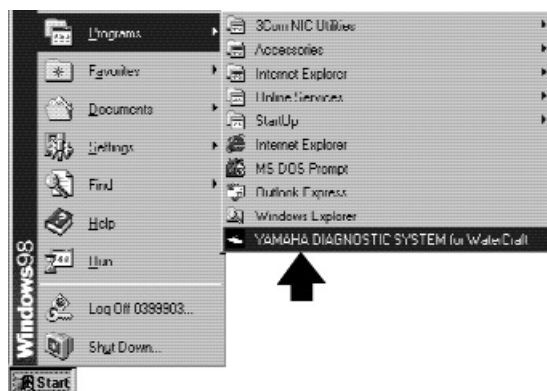 Programs
Favorites
Documents
Settings
Find
Help
Run
Log Off 0399903...
Shut Down...
Windows98
Start
3Com NIC Utilities
Accessories
Internet Explorer
Online Services
StartUp
Internet Explorer
MS-DOS Prompt
Outlook Express
Windows Explorer
YAMAHA DIAGNOSTIC SYSTEM for WaterCraft